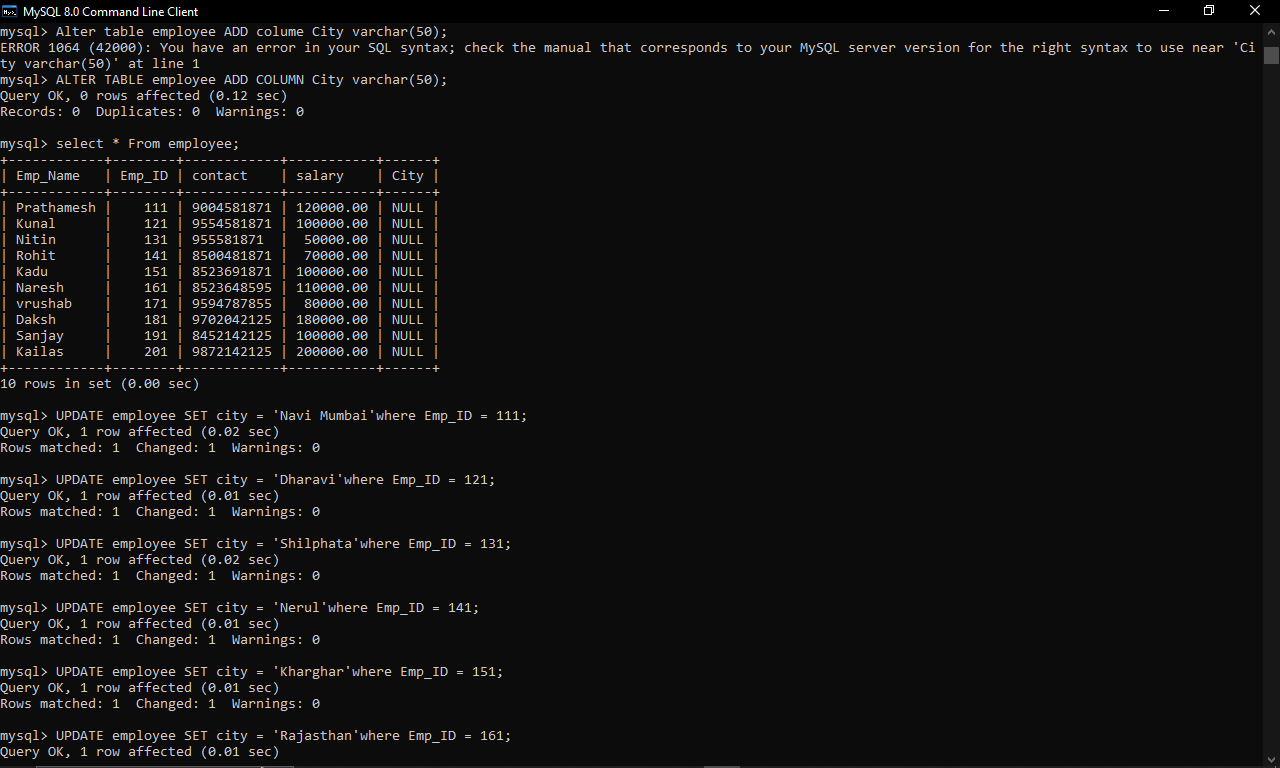 MySQL 8.0 Command Line Client
mysql> Alter table employee ADD colume City varchar(50);
ERROR 1064 (42000): You have an error in your SQL syntax; check the manual that corresponds to your MySQL server version for the right syntax to use near 'Ci
ty varchar(50)' at line 1
mysql> ALTER TABLE employee ADD COLUMN City varchar(50);
Query OK, 0 rows affected (0.12 sec)
Records: 0  Duplicates: 0  Warnings: 0
mysql> select * From employee;
+------------+--------+------------+-----------+------+
| Emp_Name   | Emp_ID | contact    | salary    | City |
+------------+--------+------------+-----------+------+
| Prathamesh |    111 | 9004581871 | 120000.00 | NULL |
| Kunal      |    121 | 9554581871 | 100000.00 | NULL |
| Nitin      |    131 | 955581871  |  50000.00 | NULL |
| Rohit      |    141 | 8500481871 |  70000.00 | NULL |
| Kadu       |    151 | 8523691871 | 100000.00 | NULL |
| Naresh     |    161 | 8523648595 | 110000.00 | NULL |
| vrushab    |    171 | 9594787855 |  80000.00 | NULL |
| Daksh      |    181 | 9702042125 | 180000.00 | NULL |
| Sanjay     |    191 | 8452142125 | 100000.00 | NULL |
| Kailas     |    201 | 9872142125 | 200000.00 | NULL |
+------------+--------+------------+-----------+------+
10 rows in set (0.00 sec)
mysql> UPDATE employee SET city = 'Navi Mumbai'where Emp_ID = 111;
Query OK, 1 row affected (0.02 sec)
Rows matched: 1  Changed: 1  Warnings: 0
mysql> UPDATE employee SET city = 'Dharavi'where Emp_ID = 121;
Query OK, 1 row affected (0.01 sec)
Rows matched: 1  Changed: 1  Warnings: 0
mysql> UPDATE employee SET city = 'Shilphata'where Emp_ID = 131;
Query OK, 1 row affected (0.02 sec)
Rows matched: 1  Changed: 1  Warnings: 0
mysql> UPDATE employee SET city = 'Nerul'where Emp_ID = 141;
Query OK, 1 row affected (0.01 sec)
Rows matched: 1  Changed: 1  Warnings: 0
mysql> UPDATE employee SET city = 'Kharghar'where Emp_ID = 151;
Query OK, 1 row affected (0.01 sec)
Rows matched: 1  Changed: 1  Warnings: 0
mysql> UPDATE employee SET city = 'Rajasthan'where Emp_ID = 161;
Query OK, 1 row affected (0.01 sec)